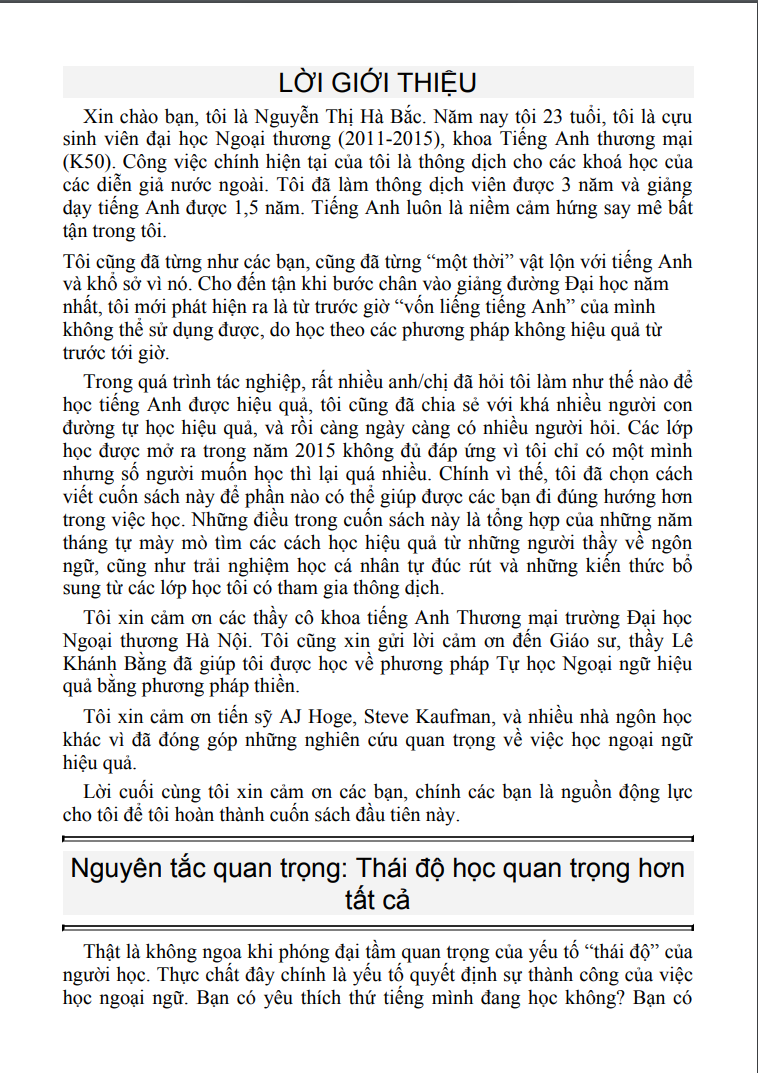 LỜI GIỚI THIỆU
Xin chào bạn, tôi là Nguyễn Thị Hà Bắc. Năm nay tôi 23 tuổi, tôi là cựu
sinh viên đại học Ngoại thương (2011-2015), khoa Tiếng Anh thương mại
(K50). Công việc chính hiện tại của tôi là thông dịch cho các khoá học của
các diễn giả nước ngoài. Tôi đã làm thông dịch viên được 3 năm và giảng
dạy tiếng Anh được 1,5 năm. Tiếng Anh luôn là niềm cảm hứng say mê bất
tận trong tôi.
Tôi cũng đã từng như các bạn, cũng đã từng “một thời” vật lộn với tiếng Anh
và khổ sở vì nó. Cho đến tận khi bước chân vào giảng đường Đại học năm
nhất, tôi mới phát hiện ra là từ trước giờ “vốn liếng tiếng Anh” của mình
không thể sử dụng được, do học theo các phương pháp không hiệu quả từ
trước tới giờ.
Trong quá trình tác nghiệp, rất nhiều anh/chị đã hỏi tôi làm như thế nào để
học tiếng Anh được hiệu quả, tôi cũng đã chia sẻ với khá nhiều người con
đường tự học hiệu quả, và rồi càng ngày càng có nhiều người hỏi. Các lớp
học được mở ra trong năm 2015 không đủ đáp ứng vì tôi chỉ có một mình
nhưng số người muốn học thì lại quá nhiều. Chính vì thế, tôi đã chọn cách
viết cuốn sách này để phần nào có thể giúp được các bạn đi đúng hướng hơn
trong việc học. Những điều trong cuốn sách này là tổng hợp của những năm
tháng tự mày mò tìm các cách học hiệu quả từ những người thầy về ngôn
ngữ, cũng như trải nghiệm học cá nhân tự đúc rút và những kiến thức bổ
sung từ các lớp học tôi có tham gia thông dịch.
Tôi xin cảm ơn các thầy cô khoa tiếng Anh Thương mại trường Đại học
Ngoại thương Hà Nội. Tôi cũng xin gửi lời cảm ơn đến Giáo sư, thầy Lê
Khánh Bằng đã giúp tôi được học về phương pháp Tự học Ngoại ngữ hiệu
quả bằng phương pháp thiền.
Tôi xin cảm ơn tiến sỹ AJ Hoge, Steve Kaufman, và nhiều nhà ngôn học
khác vì đã đóng góp những nghiên cứu quan trọng về việc học ngoại ngữ
hiệu quả.
Lời cuối cùng tôi xin cảm ơn các bạn, chính các bạn là nguồn động lực
cho tôi để tôi hoàn thành cuốn sách đầu tiên này.
Nguyên tắc quan trọng: Thái độ học quan trọng hơn
tất cả
Thật là không ngoa khi phóng đại tầm quan trọng của yếu tố “thái độ” của
người học. Thực chất đây chính là yếu tố quyết định sự thành công của việc
học ngoại ngữ. Bạn có yêu thích thứ tiếng mình đang học không? Bạn có